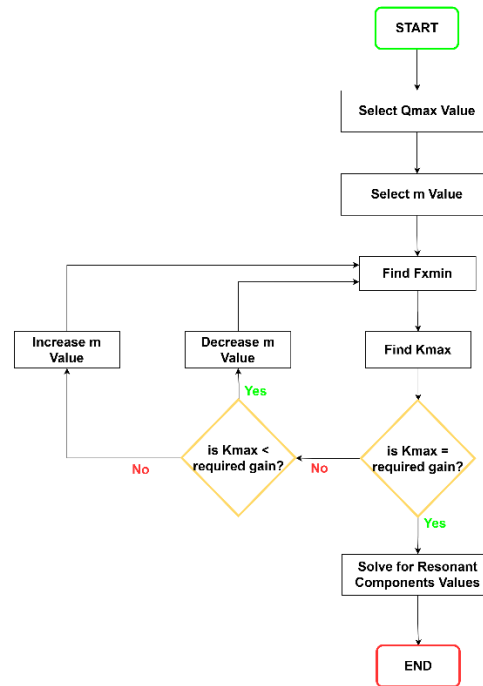 START
Select Qmax Value
Select m Value
Find Fxmin
Increase m
Value
Decrease m
Value
Find Kmax
Yes
is Kmax <
required gain?
is Kmax =
required gain?
No
No
Yes
Solve for Resonant
Components Values
END